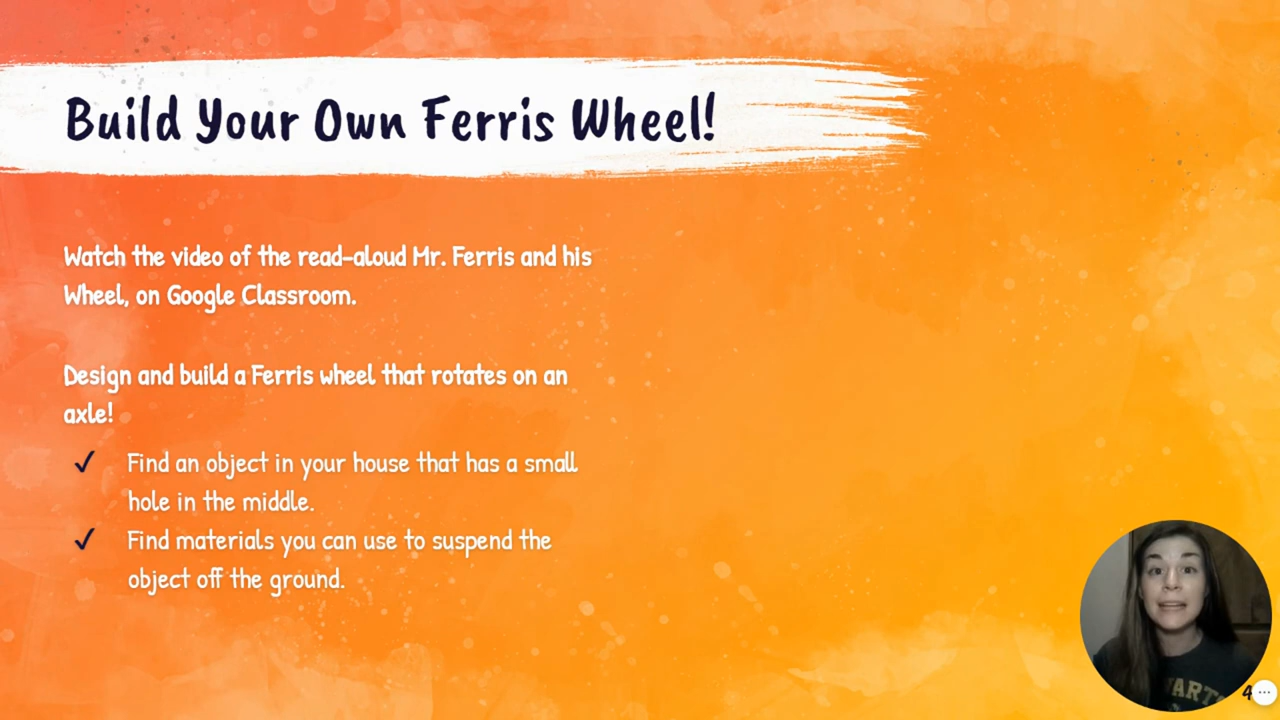 Build Your Own Ferris Wheel!
Watch the video of the read-aloud Mr. Ferris and his
Wheel, on Google Classroom.
Design and build a Ferris wheel that rotates on an
axle!
✓ Find an object in your house that has a small
hole in the middle.
✓ Find materials you can use to suspend the
object off the ground.
4